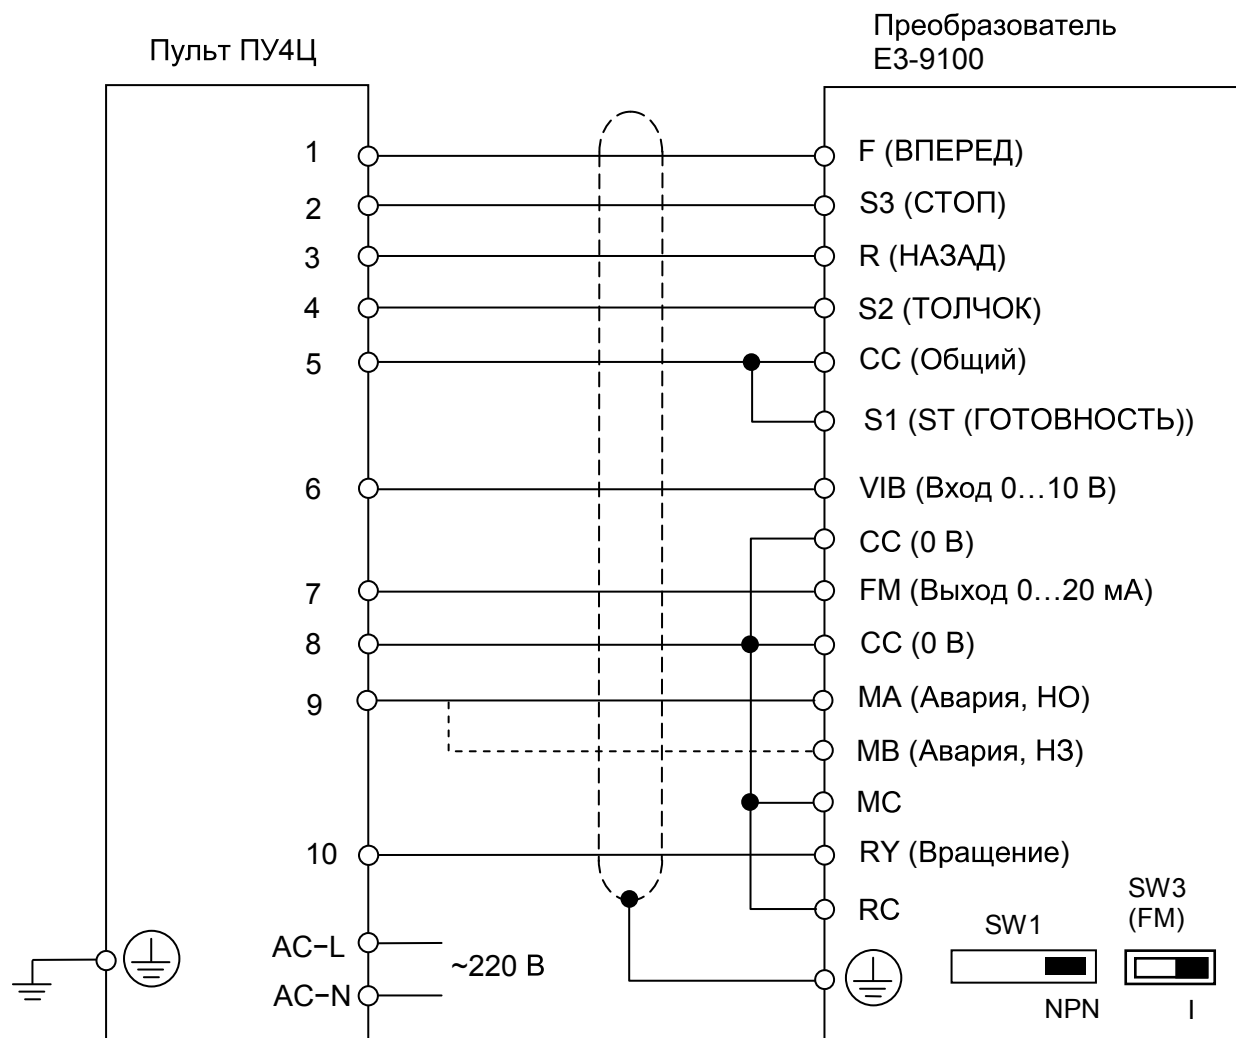 Преобразователь
E3-9100
Пульт ПУ4Ц
1
F (ВПЕРЕД)
2
S3 (СТОП)
3
R (НАЗАД)
4
S2 (ТОЛЧОК)
5
CC (Общий)
S1 (ST (ГОТОВНОСТЬ))
6
VIB (Вход 0…10 В)
CC (0 В)
7
FM (Выход 0…20 мА)
8
CC (0 В)
9
MA (Авария, НО)
MB (Авария, НЗ)
MC
10
RY (Вращение)
RC
SW1
SW3
(FM)
AC−L
~220 В
AC−N
NPN
I